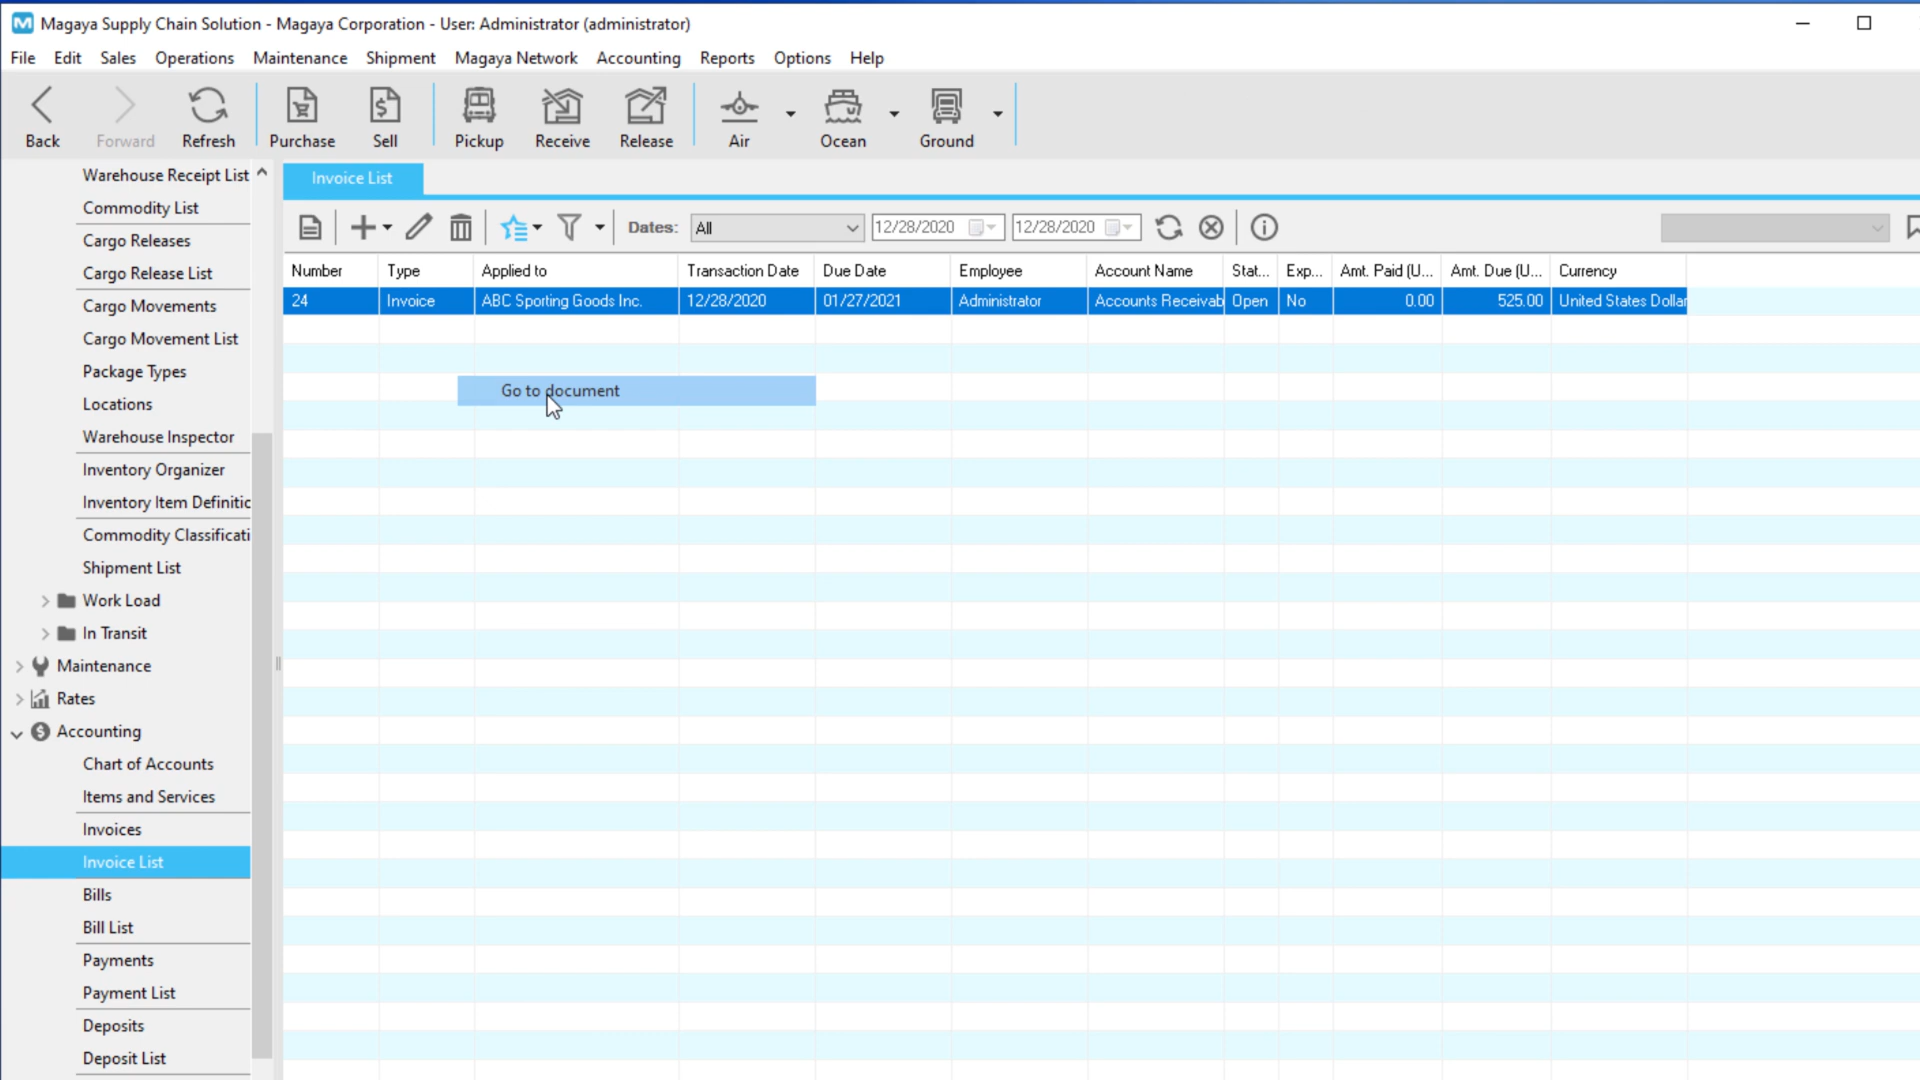 Magaya Supply Chain Solution - Magaya Corporation - User: Administrator (administrator)
File Edit Sales Operations Maintenance Shipment Magaya Network Accounting Reports Options Help
Back Forward Refresh Purchase Sell Pickup Receive Release Air Ocean Ground
Warehouse Receipt List
Commodity List
Cargo Releases
Cargo Release List
Cargo Movements
Cargo Movement List
Package Types
Locations
Warehouse Inspector
Inventory Organizer
Inventory Item Definitic
Commodity Classificati
Shipment List
Work Load
In Transit
Maintenance
Rates
Accounting
Chart of Accounts
Items and Services
Invoices
Invoice List
Bills
Bill List
Payments
Payment List
Deposits
Deposit List
Invoice List
Dates: All 12/28/2020 12/28/2020
Number Type Applied to Transaction Date Due Date Employee Account Name Stat... Exp... Amt. Paid (U... Amt. Due (U... Currency
24 Invoice ABC Sporting Goods Inc. 12/28/2020 01/27/2021 Administrator Accounts Receivab Open No 0.00 525.00 United States Dollar
Go to document